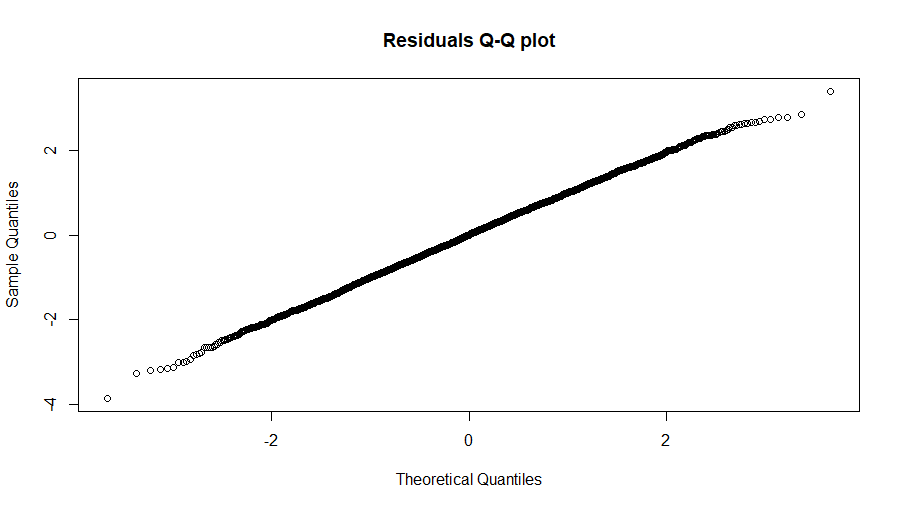 Residuals Q-Q plot
Sample Quantiles
2
0
-2
-4
-2 0 2
Theoretical Quantiles